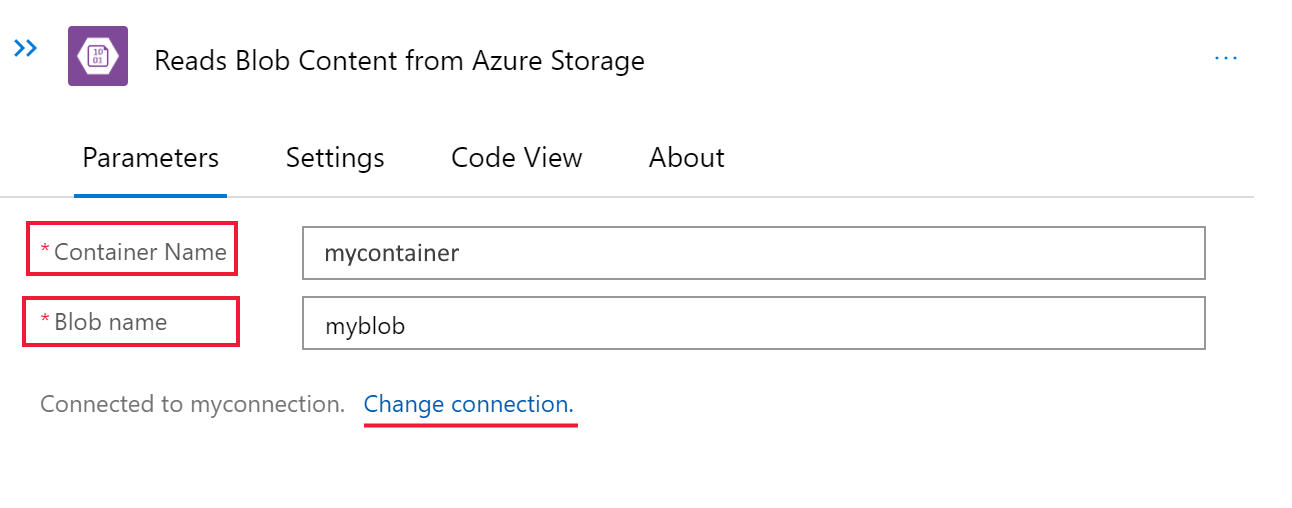 10
01
Reads Blob Content from Azure Storage
...
Parameters Settings Code View About
* Container Name mycontainer
* Blob name myblob
Connected to myconnection. Change connection.